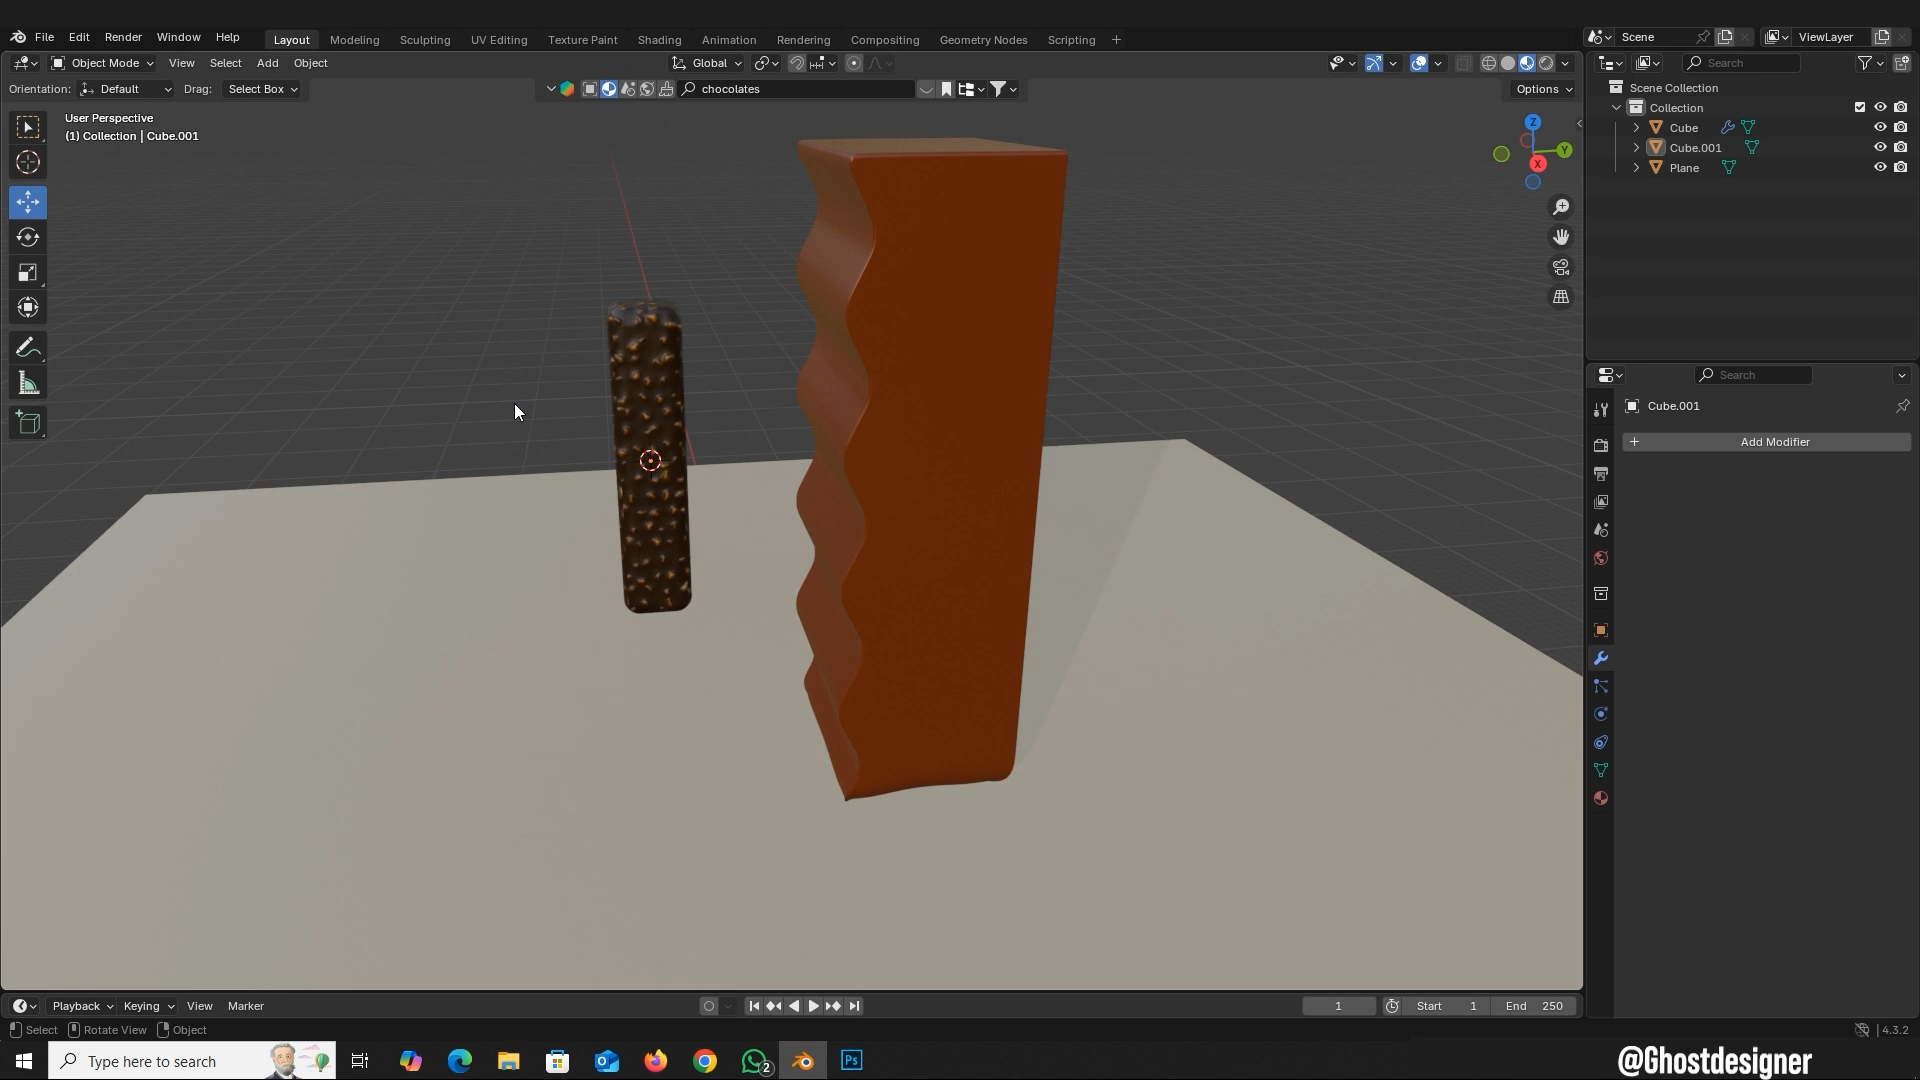 File Edit Render Window Help Layout Modeling Sculpting UV Editing Texture Paint Shading Animation Rendering Compositing Geometry Nodes Scripting + Scene ViewLayer
Object Mode View Select Add Object Global Search
Orientation: Default Drag: Select Box chocolates Options
User Perspective
(1) Collection | Cube.001
Z
Y
X
Scene Collection
Collection
Cube
Cube.001
Plane
Search
Cube.001
+ Add Modifier
Playback Keying View Marker 1 Start 1 End 250
Select Rotate View Object 4.3.2
Type here to search 2 Ps
@Ghostdesigner